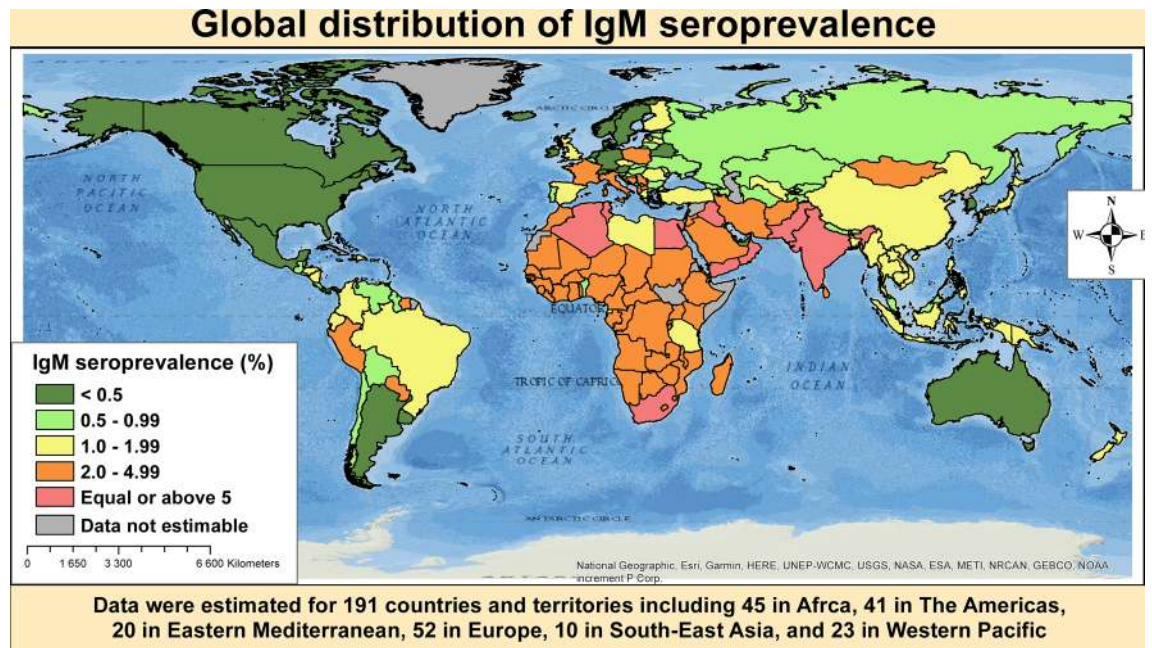 Global distribution of IgM seroprevalence
ARCTIC CIRCLE
NORTH
PACIFIC
OCEAN
NORTH
ATLANTIC
OCEAN
N
W
E
S
EQUATOR
INDIAN
OCEAN
TROPIC OF CAPRIC
SOUTH
ATLANTIC
OCEAN
ANTARCTIC CIRCLE
IgM seroprevalence (%)
< 0.5
0.5 - 0.99
1.0 - 1.99
2.0 - 4.99
Equal or above 5
Data not estimable
0 1 650 3 300 6 600 Kilometers
National Geographic, Esri, Garmin, HERE, UNEP-WCMC, USGS, NASA, ESA, METI, NRCAN, GEBCO, NOAA
increment P Corp.
Data were estimated for 191 countries and territories including 45 in Afrca, 41 in The Americas,
20 in Eastern Mediterranean, 52 in Europe, 10 in South-East Asia, and 23 in Western Pacific